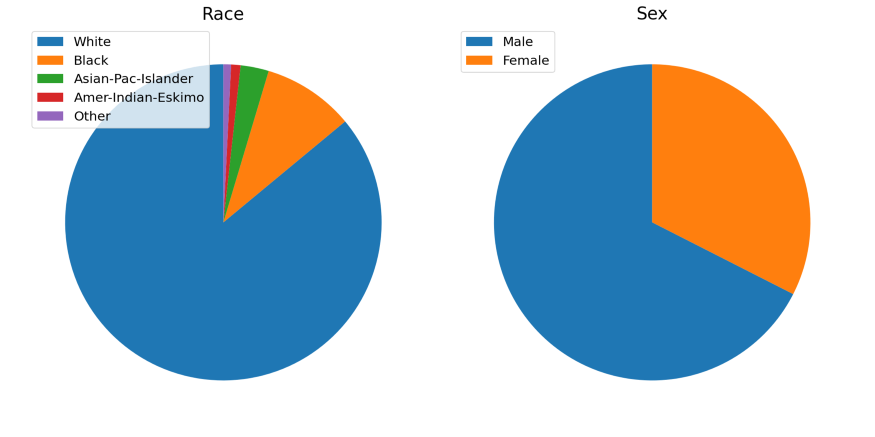 Race
White
Black
Asian-Pac-Islander
Amer-Indian-Eskimo
Other
Sex
Male
Female